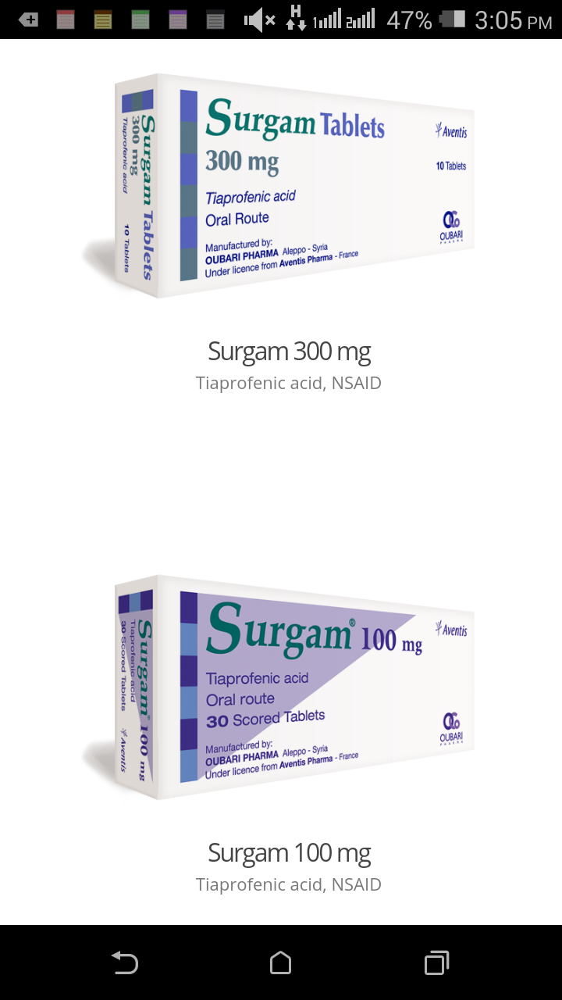 47% 3:05 PM
H
1 2
Surgam Tablets
300 mg
Tiaprofenic acid
Oral Route
Manufactured by:
OUBARI PHARMA Aleppo - Syria
Under licence from Aventis Pharma - France
Aventis
10 Tablets
OUBARI
PHARMA
Surgam Tablets
300 mg
Tiaprofenic acid
10 Tablets
Surgam 300 mg
Tiaprofenic acid, NSAID
Surgam® 100 mg
Tiaprofenic acid
Oral route
30 Scored Tablets
Manufactured by:
OUBARI PHARMA Aleppo - Syria
Under licence from Aventis Pharma - France
Aventis
OUBARI
PHARMA
Surgam® 100 mg
Tiaprofenic acid
30 Scored Tablets
Aventis
Surgam 100 mg
Tiaprofenic acid, NSAID